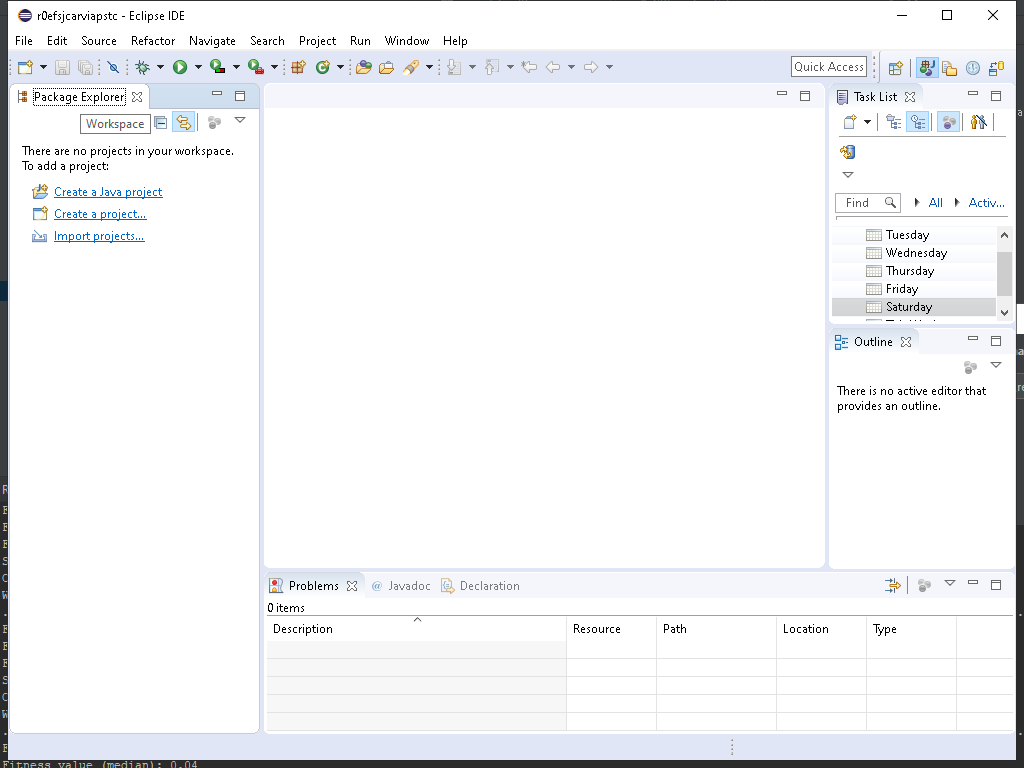 r0efsjcarviapstc - Eclipse IDE
File Edit Source Refactor Navigate Search Project Run Window Help
Quick Access
Package Explorer
Workspace
There are no projects in your workspace.
To add a project:
Create a Java project
Create a project...
Import projects...
Task List
Find All Activ...
Tuesday
Wednesday
Thursday
Friday
Saturday
Outline
There is no active editor that
provides an outline.
Problems @ Javadoc Declaration
0 items
Description Resource Path Location Type
Fitness value (median): 0.04